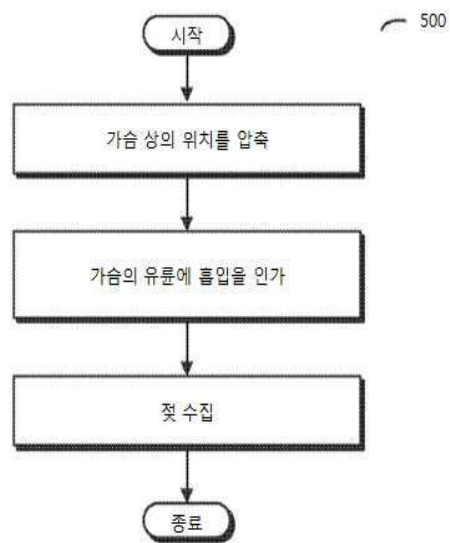 시작
500
가슴 상의 위치를 압축
가슴의 유륜에 흡입을 인가
젖 수집
종료